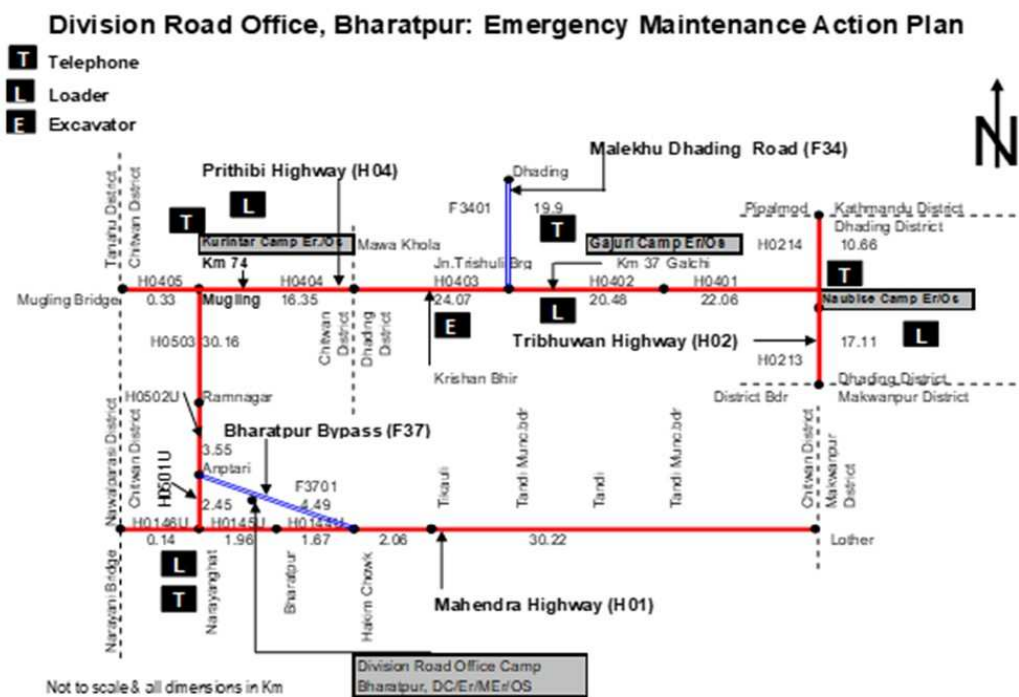 Division Road Office, Bharatpur: Emergency Maintenance Action Plan
T Telephone
L Loader
E Excavator
N
Malekhu Dhading Road (F34)
Prithibi Highway (H04)
Dhading
Tanahu District
Chitwan District
L
F3401
19.9
T
T
Pipalmod
Kathmandu District
Dhading District
Kurintar Camp Er./Os
Mawa Khola
Gajuri Camp Er/Os
H0214
10.66
Km 74
Jn.Trishuli Brg
Km 37 Galchi
T
H0405
H0404
H0403
H0402
H0401
Mugling Bridge
0.33
Mugling
16.35
24.07
20.48
22.06
Naubise Camp Er/Os
E
L
L
H0503
30.16
Chitwan District
Dhading District
Tribhuwan Highway (H02)
17.11
H0213
Krishan Bhir
Dhading District
H0502U
Ramnagar
District Bdr
Makwanpur District
Nawalparasi District
Chitwan District
Bharatpur Bypass (F37)
3.55
Anptari
H0501U
F3701
Tikauli
Tandi Munc.bdr
Tandi
Tandi Munc.bdr
Chitwan District
Makwanpur District
2.45
4.49
H0146U
H0145U
H0144U
0.14
1.96
1.67
2.06
30.22
Lother
L
T
Narayani Bridge
Narayanghat
Bharatpur
Hakim Chowk
Mahendra Highway (H01)
Division Road Office Camp
Bharatpur, DC/Er/MEr/OS
Not to scale & all dimensions in Km